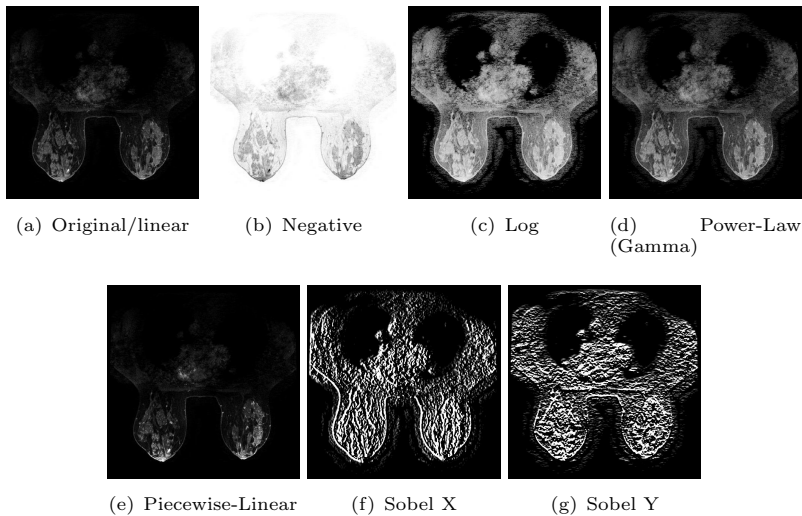 (a) Original/linear
(b) Negative
(c) Log
(d) Power-Law
(Gamma)
(e) Piecewise-Linear
(f) Sobel X
(g) Sobel Y